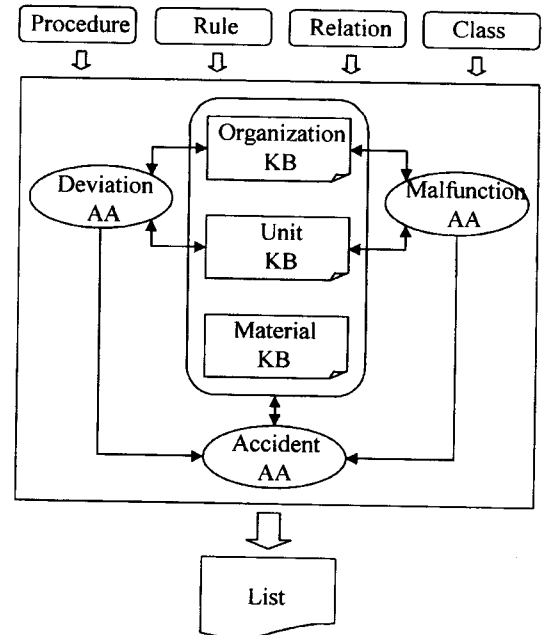 Procedure
Rule
Relation
Class
Organization
KB
Deviation
AA
Malfunction
AA
Unit
KB
Material
KB
Accident
AA
List